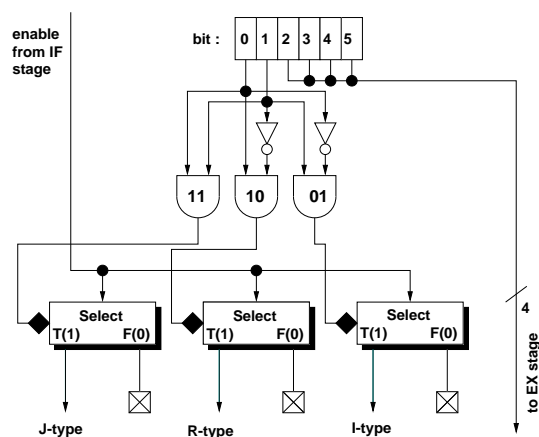 enable
from IF
stage
bit : 0 1 2 3 4 5
11 10 01
4
Select Select Select
T(1) F(0) T(1) F(0) T(1) F(0)
to EX stage
J-type R-type I-type